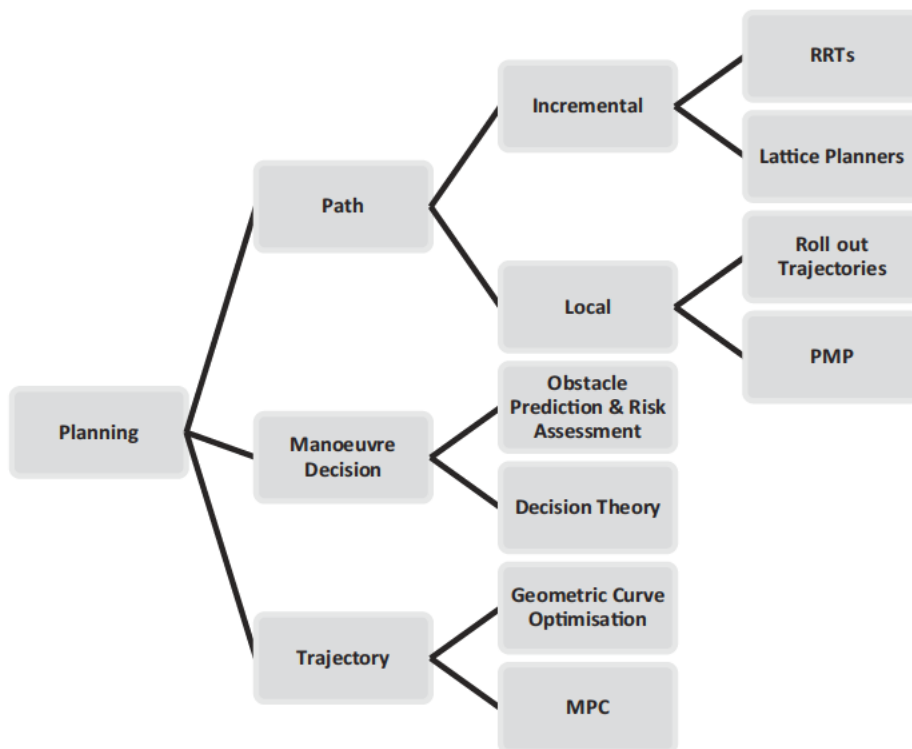 RRTs
Incremental
Lattice Planners
Path
Roll out
Trajectories
Local
PMP
Planning
Obstacle
Prediction & Risk
Assessment
Manoeuvre
Decision
Decision Theory
Geometric Curve
Optimisation
Trajectory
MPC